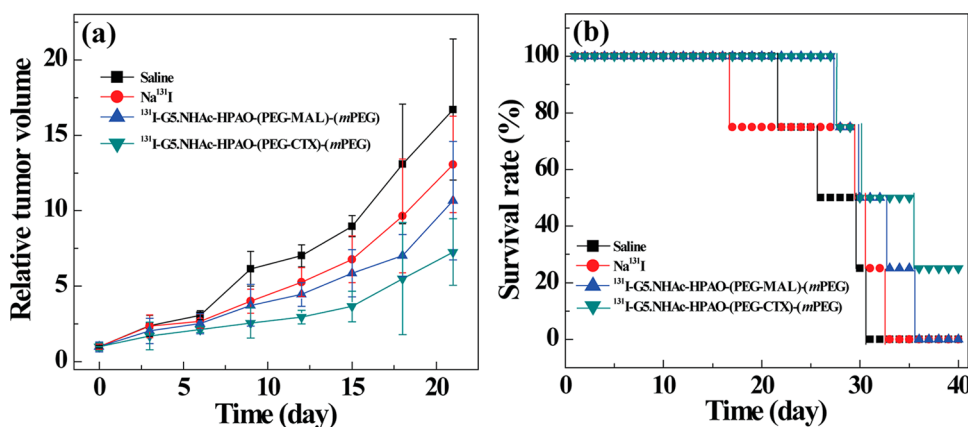 (a)
Relative tumor volume
20
15
10
5
0
Saline
Na¹³¹I
¹³¹I-G5.NHAc-HPAO-(PEG-MAL)-(mPEG)
¹³¹I-G5.NHAc-HPAO-(PEG-CTX)-(mPEG)
0 5 10 15 20
Time (day)
(b)
Survival rate (%)
100
80
60
40
20
0
Saline
Na¹³¹I
¹³¹I-G5.NHAc-HPAO-(PEG-MAL)-(mPEG)
¹³¹I-G5.NHAc-HPAO-(PEG-CTX)-(mPEG)
0 10 20 30 40
Time (day)